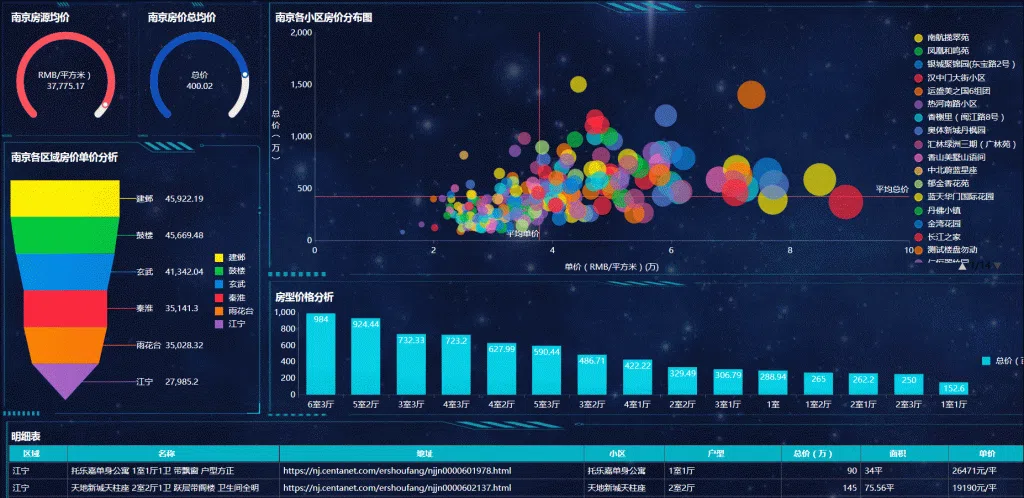 南京房源均价
RMB/平方米)
37,775.17
南京房价总均价
总价
400.02
南京各区域房价单价分析
建邺 45,922.19
鼓楼 45,669.48
玄武 41,342.04
秦淮 35,141.3
雨花台 35,028.32
江宁 27,985.2
建邺
鼓楼
玄武
秦淮
雨花台
江宁
南京各小区房价分布图
总价(万)
2,000
1,500
1,000
500
0
0 2 4 6 8 10
平均单价
平均总价
单价(RMB/平方米)(万)
南航揽翠苑
凤凰和鸣苑
银城聚锦园(东宝路2号)
汉中门大街小区
运盛美之国6组团
热河南路小区
香榭里(闽江路8号)
奥体新城丹枫园
汇林绿洲三期(广林苑)
香山美墅山语间
中北蔚蓝星座
郁金香花苑
蓝天华门国际花园
丹佛小镇
金湾花园
长江之家
测试楼盘勿动
1/14
房型价格分析
1,000
800
600
400
200
0
984 924.44 732.33 723.2 627.99 590.44 486.71 422.22 329.49 306.79 288.94 265 262.2 250 152.6
6室3厅 5室2厅 3室3厅 4室3厅 4室2厅 5室3厅 3室2厅 4室1厅 2室2厅 3室1厅 1室 1室2厅 2室1厅 2室3厅 1室1厅
总价(百
明细表
区域 名称 地址 小区 户型 总价(万) 面积 单价
江宁 托乐嘉单身公寓 1室1厅1卫 带飘窗 户型方正 https://nj.centanet.com/ershoufang/njjn0000601978.html 托乐嘉单身公寓 1室1厅 90 34平 26471元/平
江宁 天地新城天柱座 2室2厅1卫 跃层带阁楼 卫生间全明 https://nj.centanet.com/ershoufang/njjn0000602137.html 天地新城天柱座 2室2厅 145 75.56平 19190元/平